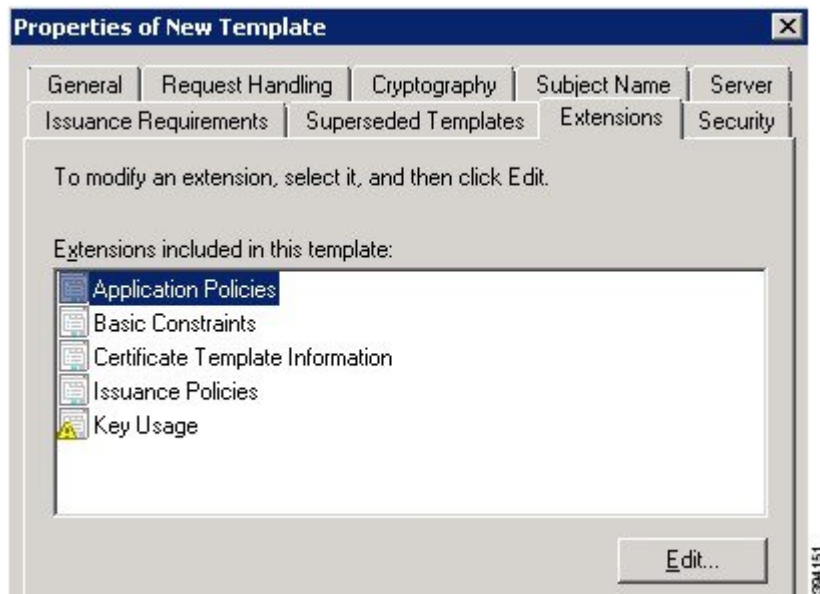 Properties of New Template
General Request Handling Cryptography Subject Name Server
Issuance Requirements Superseded Templates Extensions Security
To modify an extension, select it, and then click Edit.
Extensions included in this template:
Application Policies
Basic Constraints
Certificate Template Information
Issuance Policies
Key Usage
Edit...
394151